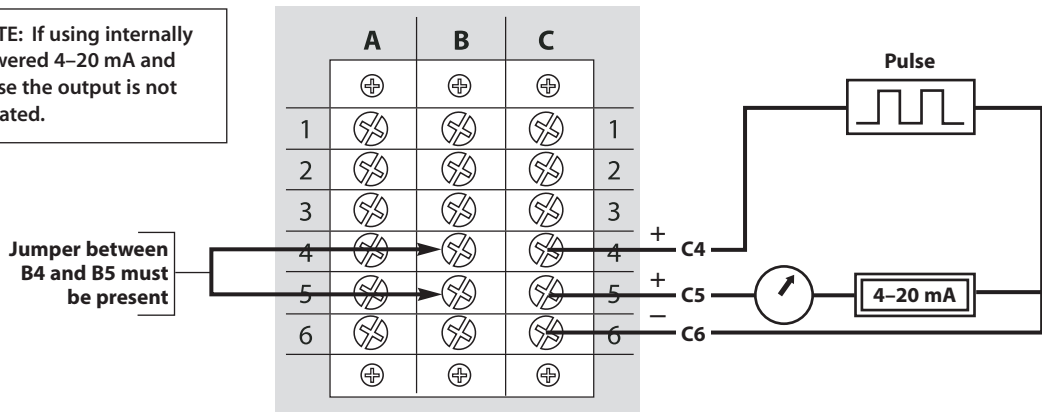 TE: If using internally
wered 4–20 mA and
se the output is not
ated.
A B C
Pulse
1 1
2 2
3 3
Jumper between
B4 and B5 must
be present
4 4 + C4
5 5 + C5 4–20 mA
6 6 – C6